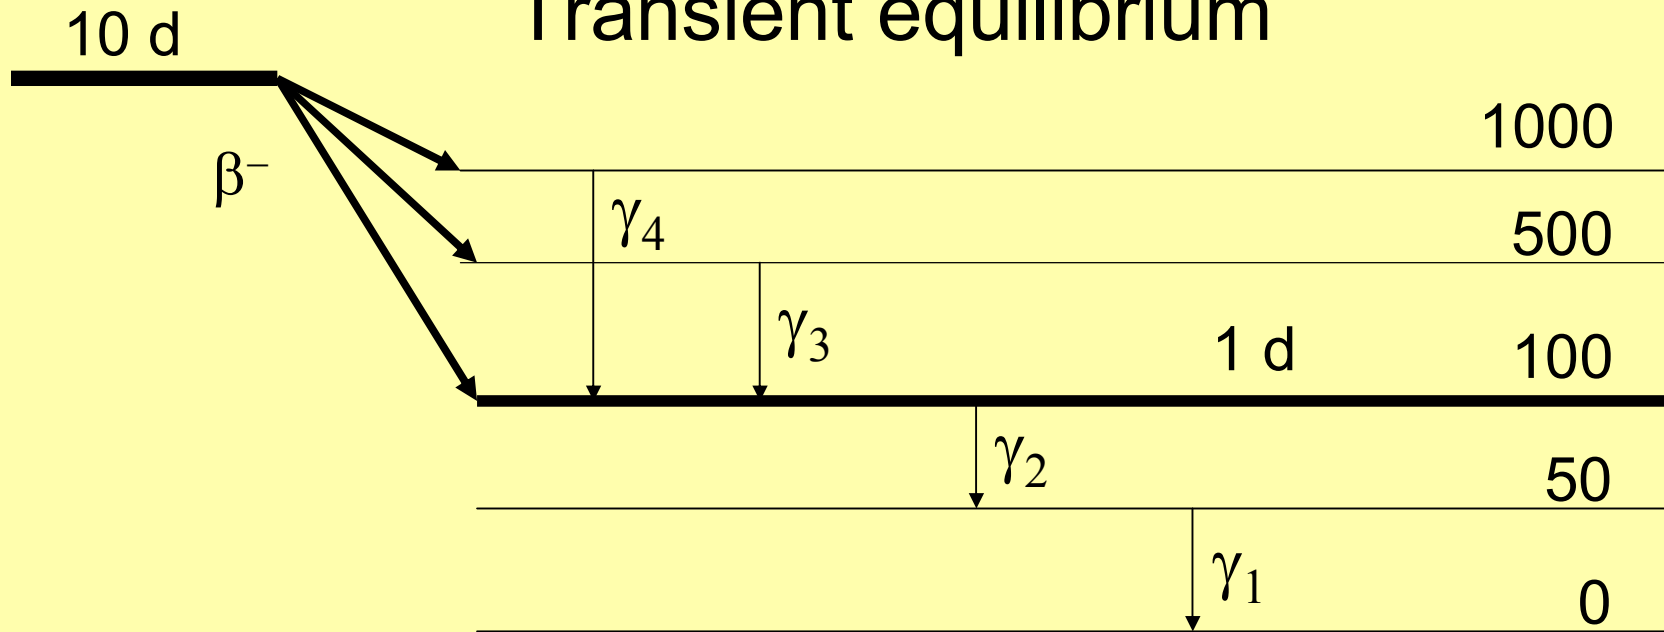 Transient equilibrium
10 d
1000
β⁻
γ₄
500
γ₃
1 d
100
γ₂
50
γ₁
0